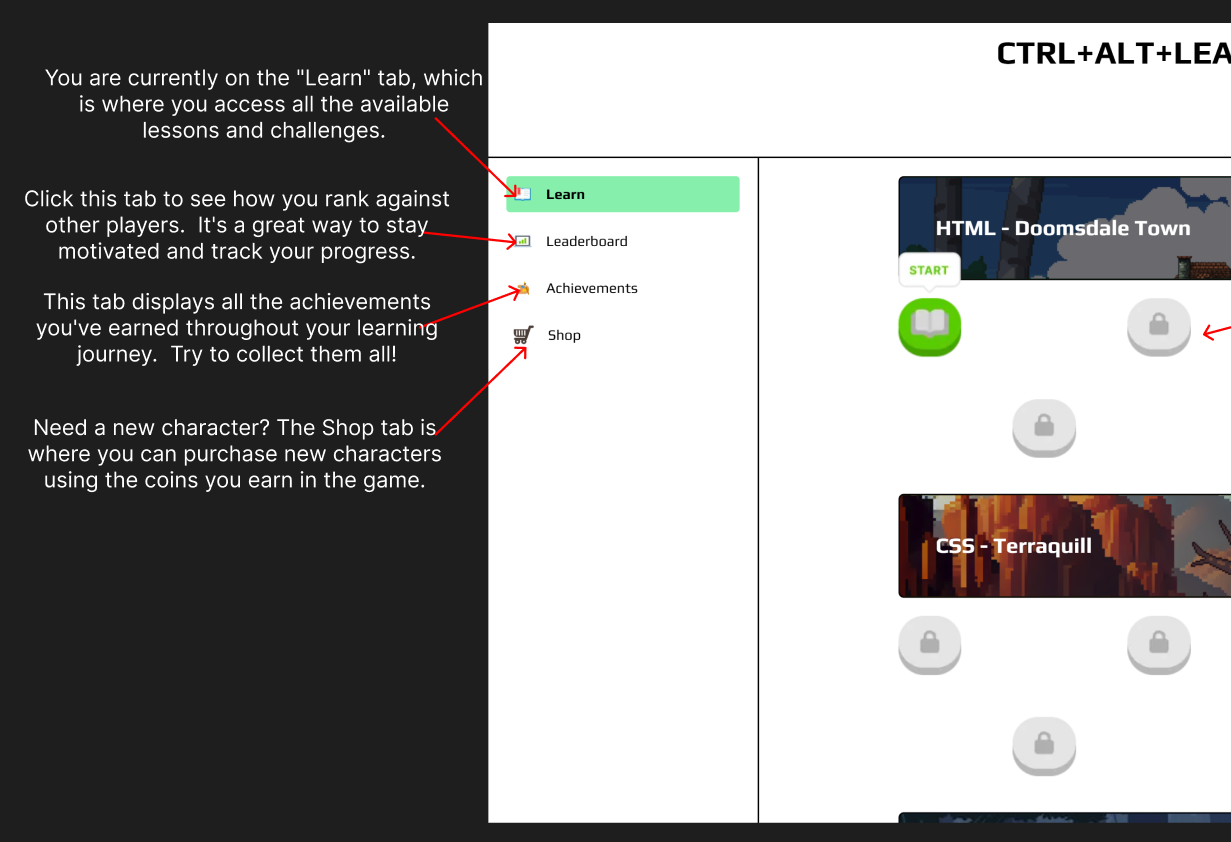 You are currently on the "Learn" tab, which
is where you access all the available
lessons and challenges.
Click this tab to see how you rank against
other players.  It's a great way to stay
motivated and track your progress.
This tab displays all the achievements
you've earned throughout your learning
journey.  Try to collect them all!
Need a new character? The Shop tab is
where you can purchase new characters
using the coins you earn in the game.
CTRL+ALT+LEA
Learn
Leaderboard
Achievements
Shop
HTML - Doomsdale Town
START
CSS - Terraquill